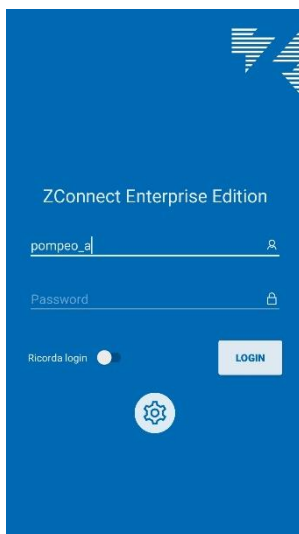 ZConnect Enterprise Edition
pompeo_a
Password
Ricorda login
LOGIN